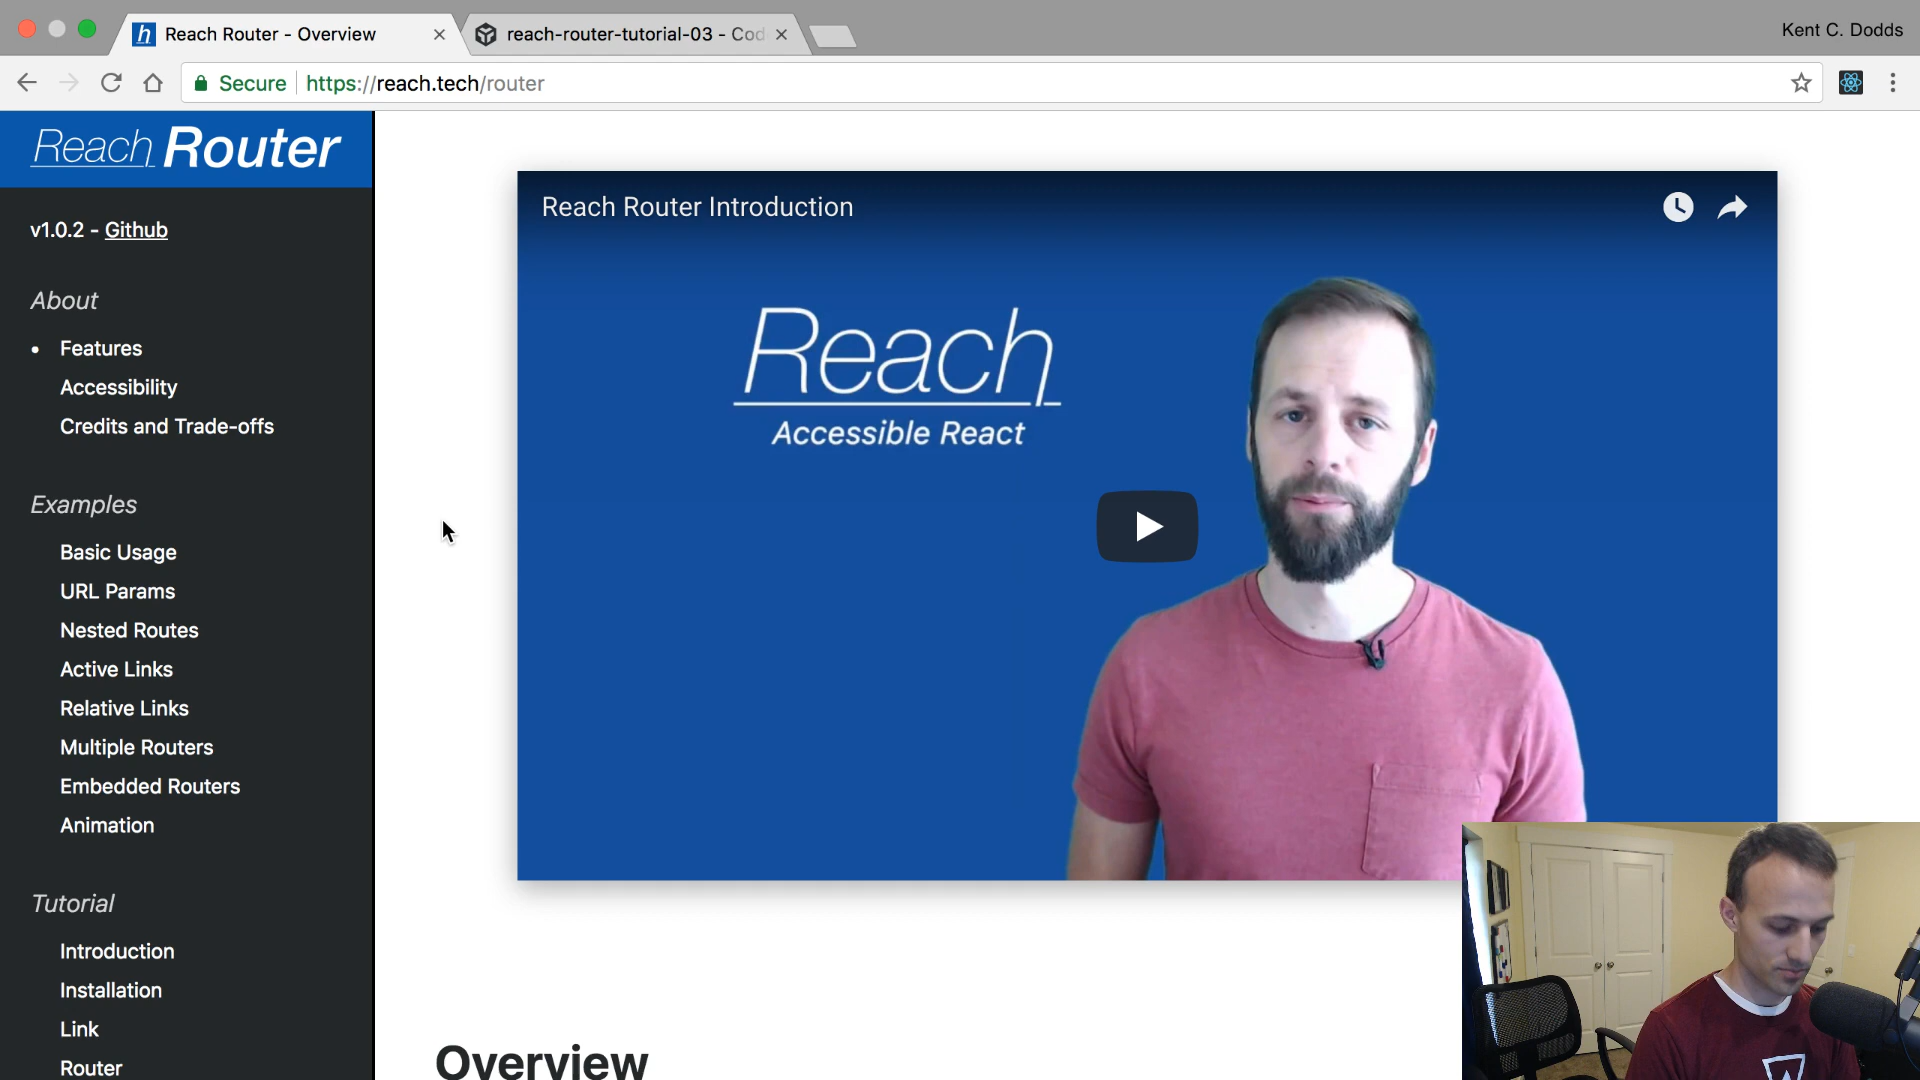 Reach Router - Overview
reach-router-tutorial-03 - Cod
Kent C. Dodds
Secure
https://reach.tech/router
Reach Router
v1.0.2 - Github
About
Features
Accessibility
Credits and Trade-offs
Examples
Basic Usage
URL Params
Nested Routes
Active Links
Relative Links
Multiple Routers
Embedded Routers
Animation
Tutorial
Introduction
Installation
Link
Router
Reach Router Introduction
Reach
Accessible React
Overview